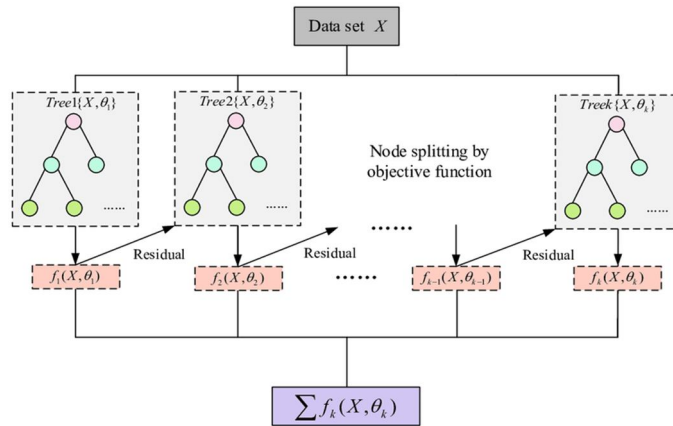 Data set X
Tree1{X,θ₁}
Tree2{X,θ₂}
Treek{X,θₖ}
Node splitting by
objective function
......
......
......
......
Residual
Residual
......
Residual
f₁(X,θ₁)
f₂(X,θ₂)
fₖ₋₁(X,θₖ₋₁)
fₖ(X,θₖ)
∑ fₖ(X,θₖ)